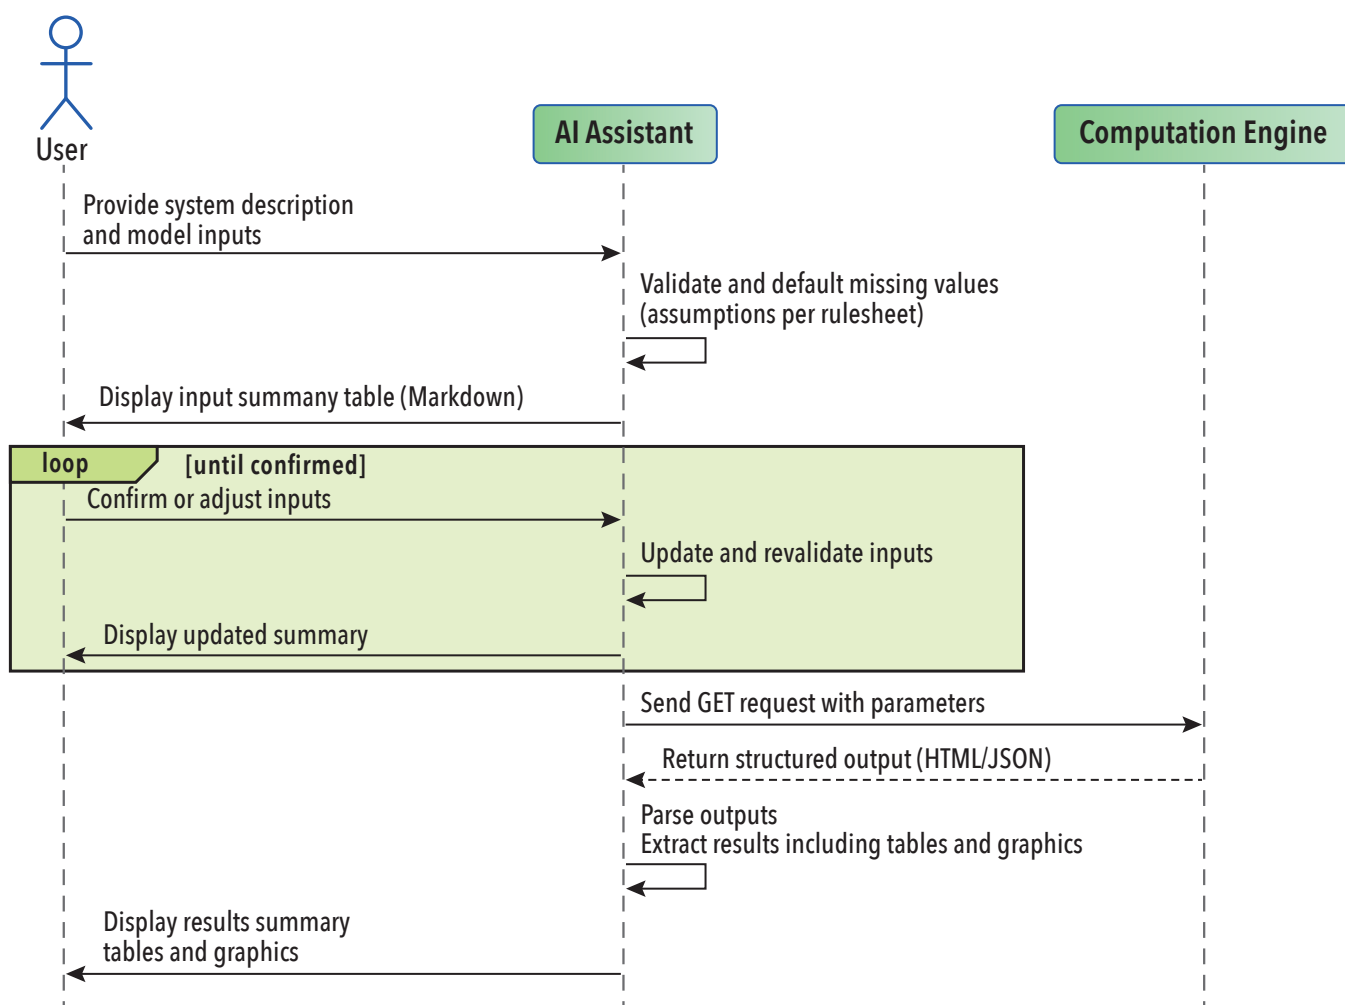 User
AI Assistant
Computation Engine
Provide system description
and model inputs
Validate and default missing values
(assumptions per rulesheet)
Display input summany table (Markdown)
loop
[until confirmed]
Confirm or adjust inputs
Update and revalidate inputs
Display updated summary
Send GET request with parameters
Return structured output (HTML/JSON)
Parse outputs
Extract results including tables and graphics
Display results summary
tables and graphics